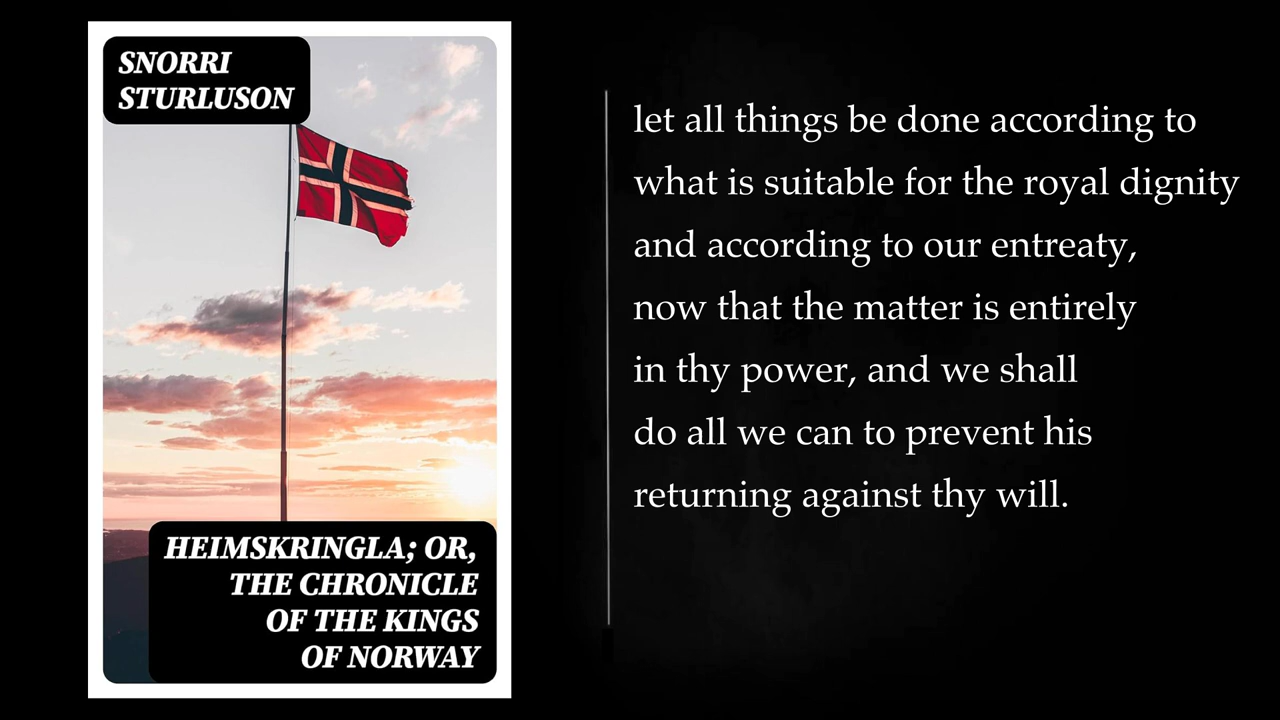 SNORRI
STURLUSON
HEIMSKRINGLA; OR,
THE CHRONICLE
OF THE KINGS
OF NORWAY
let all things be done according to
what is suitable for the royal dignity
and according to our entreaty,
now that the matter is entirely
in thy power, and we shall
do all we can to prevent his
returning against thy will.